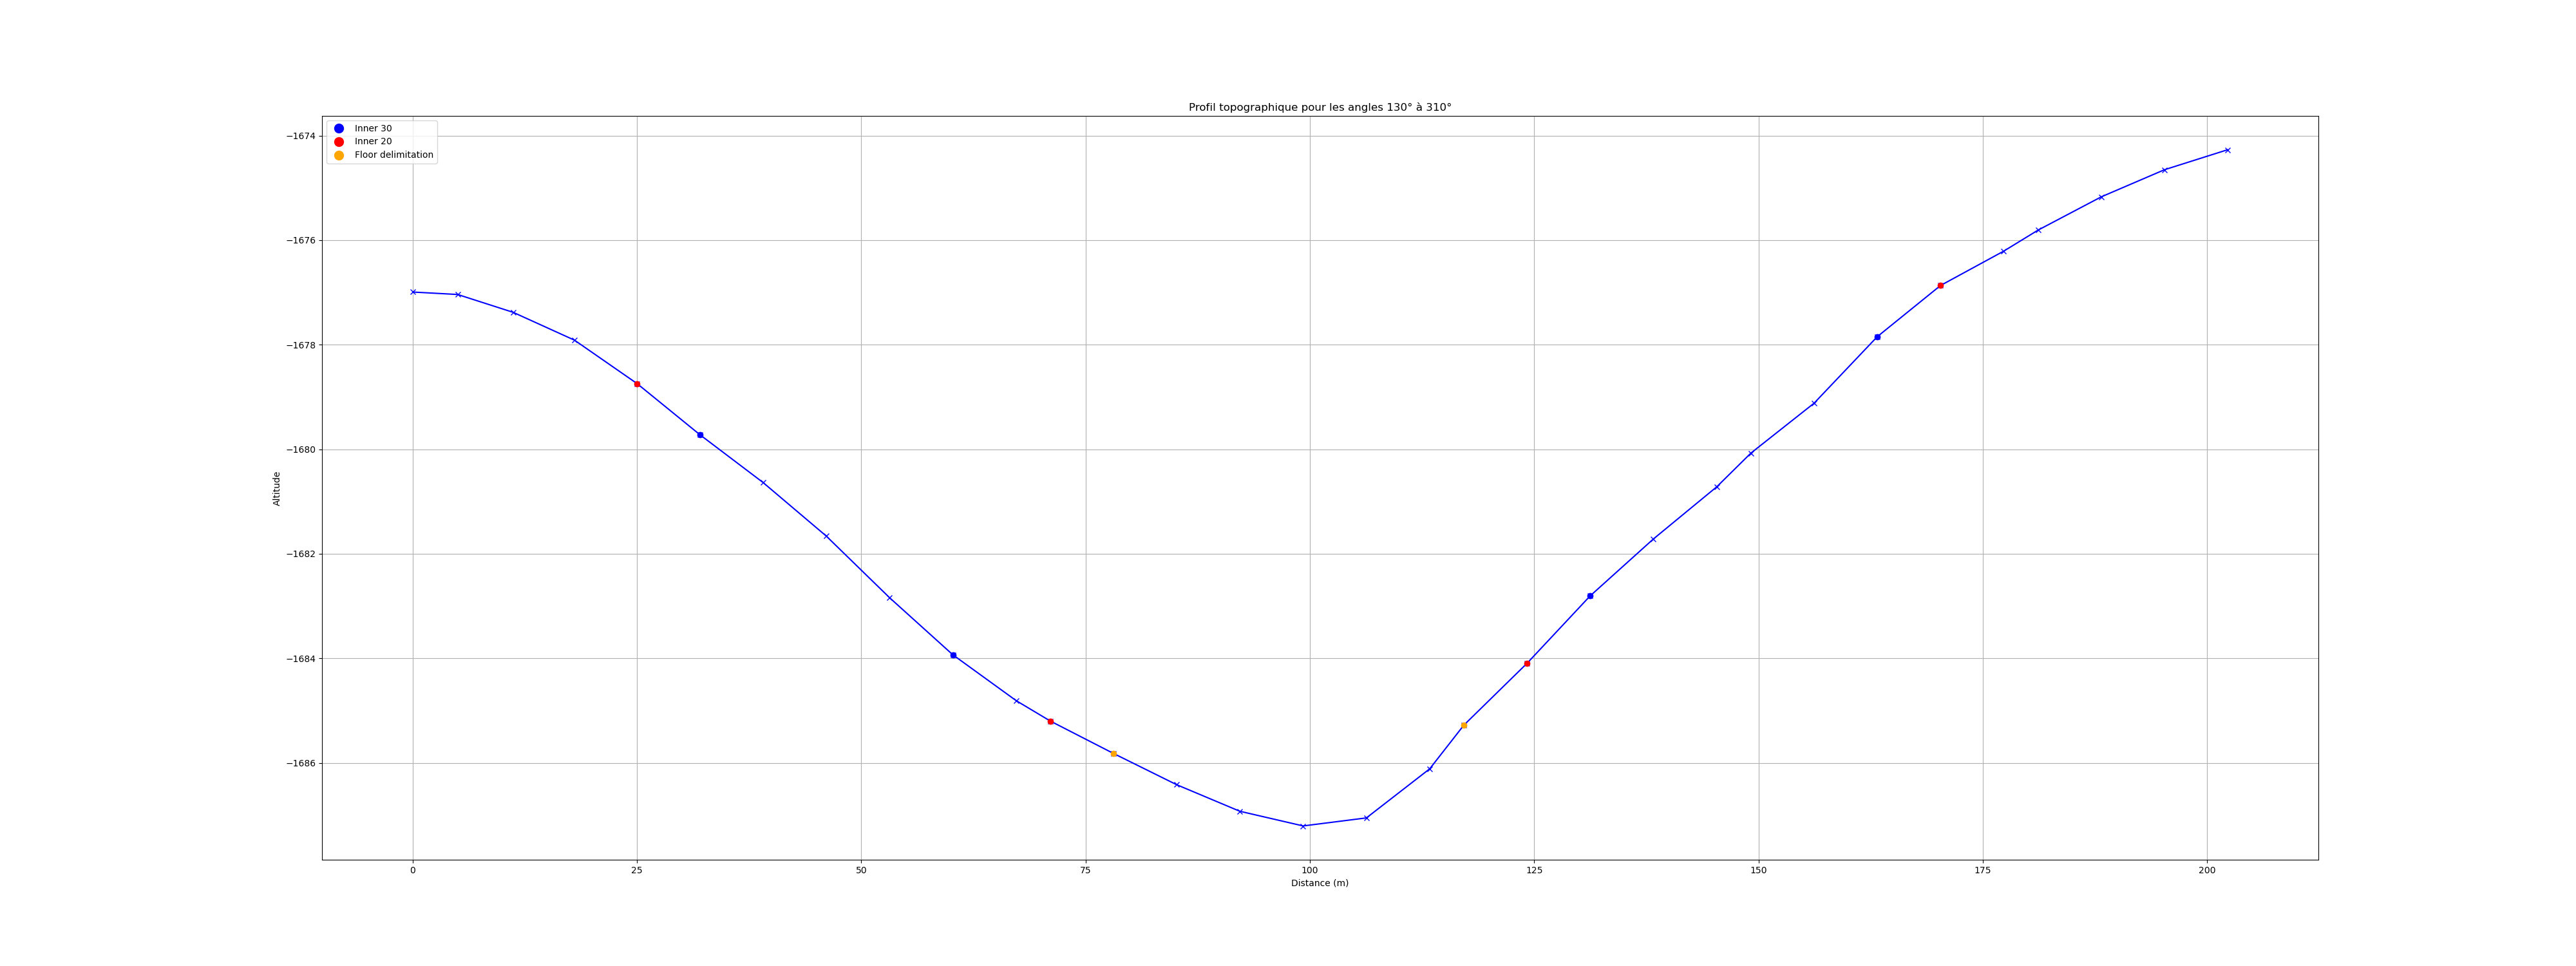 Profil topographique pour les angles 130° à 310°
Inner 30
Inner 20
Floor delimitation
−1674
−1676
−1678
−1680
−1682
−1684
−1686
Altitude
0 25 50 75 100 125 150 175 200
Distance (m)